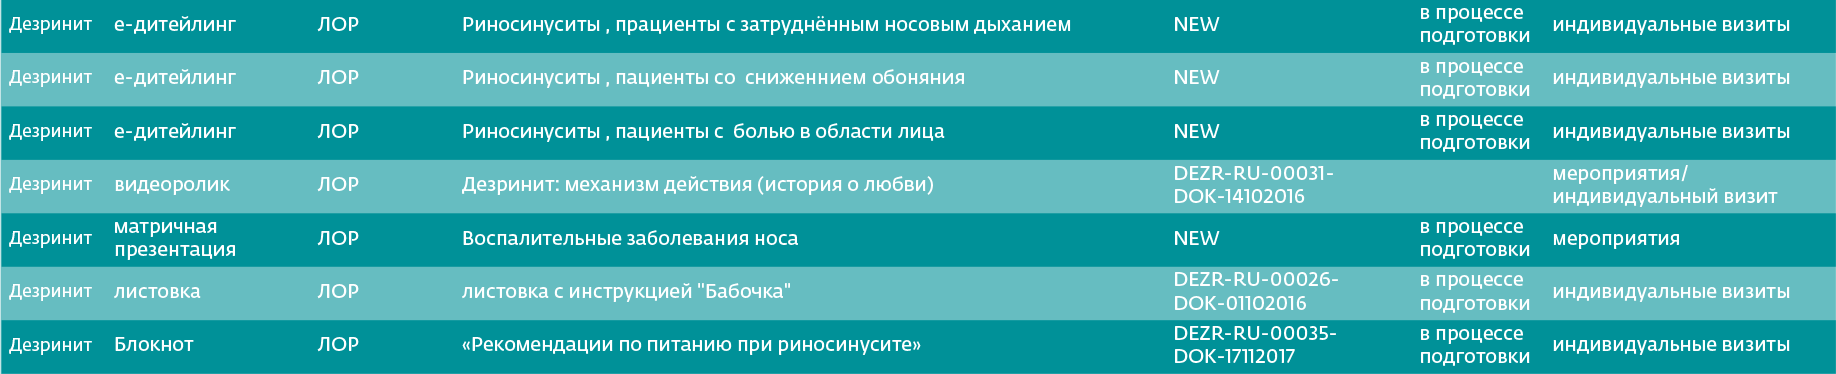 Дезринит е-дитейлинг ЛОР Риносинуситы , прациенты с затруднённым носовым дыханием NEW в процессе подготовки индивидуальные визиты
Дезринит е-дитейлинг ЛОР Риносинуситы , пациенты со сниженнием обоняния NEW в процессе подготовки индивидуальные визиты
Дезринит е-дитейлинг ЛОР Риносинуситы , пациенты с болью в области лица NEW в процессе подготовки индивидуальные визиты
Дезринит видеоролик ЛОР Дезринит: механизм действия (история о любви) DEZR-RU-00031-DOK-14102016 мероприятия/ индивидуальный визит
Дезринит матричная презентация ЛОР Воспалительные заболевания носа NEW в процессе подготовки мероприятия
Дезринит листовка ЛОР листовка с инструкцией "Бабочка" DEZR-RU-00026-DOK-01102016 в процессе подготовки индивидуальные визиты
Дезринит Блокнот ЛОР «Рекомендации по питанию при риносинусите» DEZR-RU-00035-DOK-17112017 в процессе подготовки индивидуальные визиты